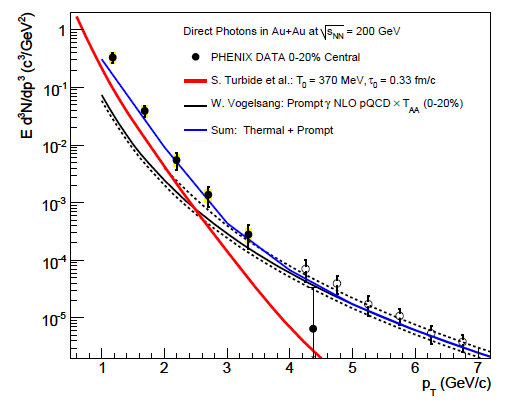 Direct Photons in Au+Au at √sNN = 200 GeV
PHENIX DATA 0-20% Central
S. Turbide et al.: T0 = 370 MeV, τ0 = 0.33 fm/c
W. Vogelsang: Prompt γ NLO pQCD × TAA (0-20%)
Sum: Thermal + Prompt
E d3N/dp3 (c3/GeV2)
1
10-1
10-2
10-3
10-4
10-5
1 2 3 4 5 6 7
pT (GeV/c)